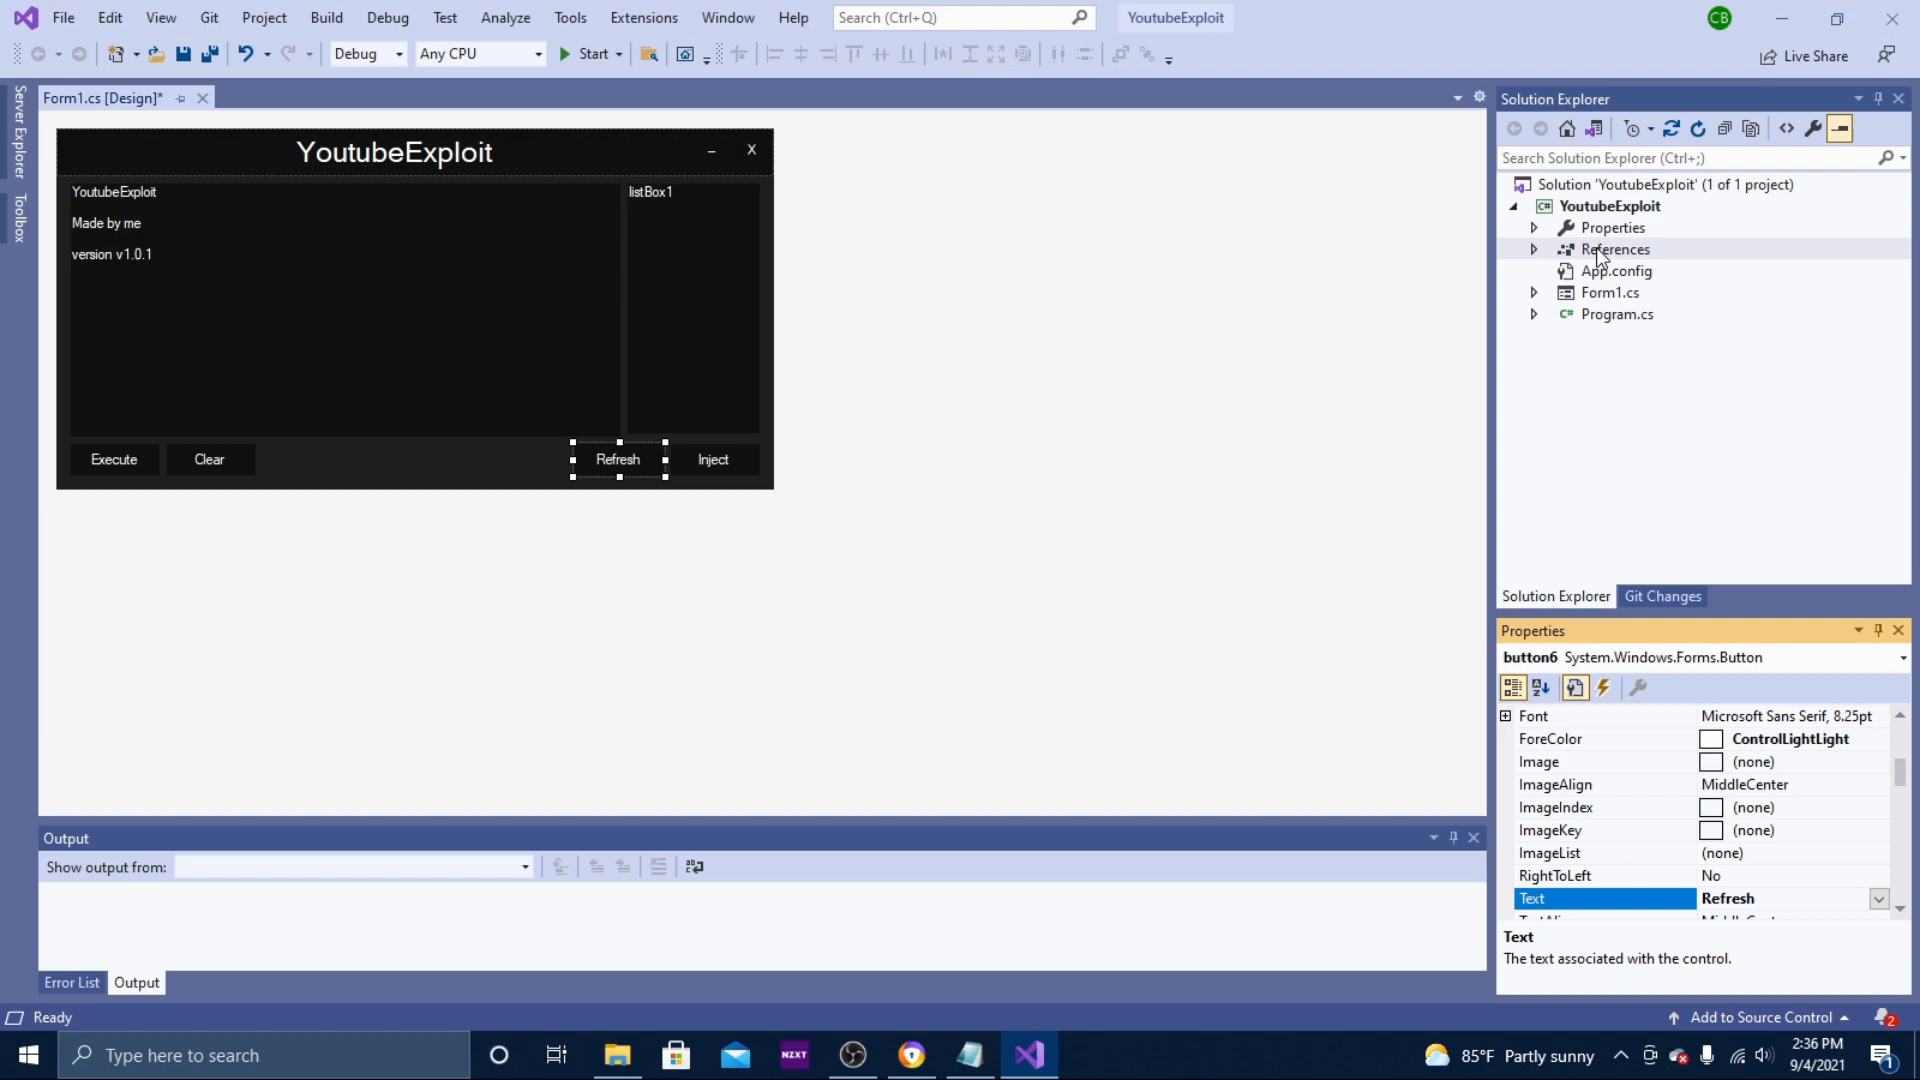 File Edit View Git Project Build Debug Test Analyze Tools Extensions Window Help Search (Ctrl+Q) YoutubeExploit CB
Debug Any CPU Start Live Share
Server Explorer
Toolbox
Form1.cs [Design]*
YoutubeExploit - X
YoutubeExploit
Made by me
version v1.0.1
listBox1
Execute Clear Refresh Inject
Output
Show output from:
Error List Output
Solution Explorer
Search Solution Explorer (Ctrl+;)
Solution 'YoutubeExploit' (1 of 1 project)
C# YoutubeExploit
Properties
References
App.config
Form1.cs
C# Program.cs
Solution Explorer Git Changes
Properties
button6 System.Windows.Forms.Button
Font Microsoft Sans Serif, 8.25pt
ForeColor ControlLightLight
Image (none)
ImageAlign MiddleCenter
ImageIndex (none)
ImageKey (none)
ImageList (none)
RightToLeft No
Text Refresh
Text
The text associated with the control.
Ready Add to Source Control 2
Type here to search NZXT 85°F Partly sunny 2:36 PM 1
9/4/2021